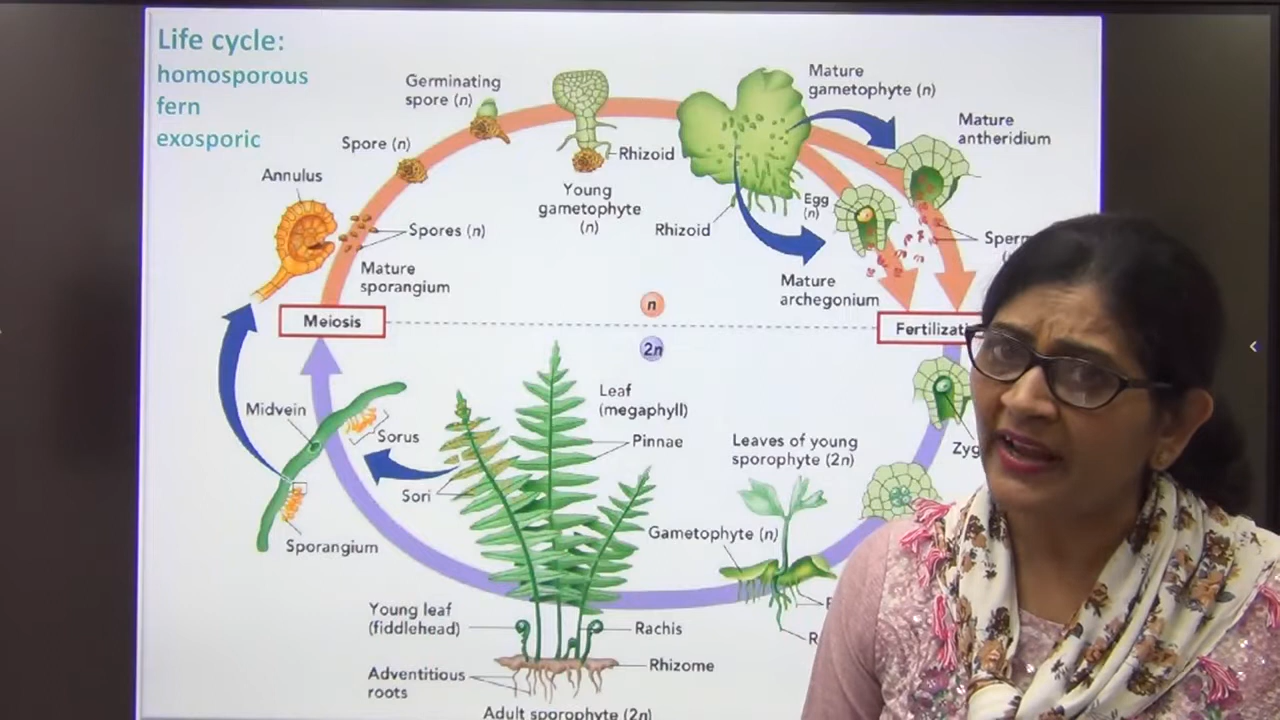 Life cycle:
homosporous
fern
exosporic
Germinating
spore (n)
Spore (n)
Annulus
Spores (n)
Mature
sporangium
Rhizoid
Young
gametophyte
(n)
Rhizoid
Mature
gametophyte (n)
Mature
antheridium
Egg
(n)
Mature
archegonium
Meiosis
n
2n
Midvein
Sorus
Sori
Sporangium
Leaf
(megaphyll)
Pinnae
Leaves of young
sporophyte (2n)
Gametophyte (n)
Young leaf
(fiddlehead)
Rachis
Rhizome
Adventitious
roots
Adult sporophyte (2n)